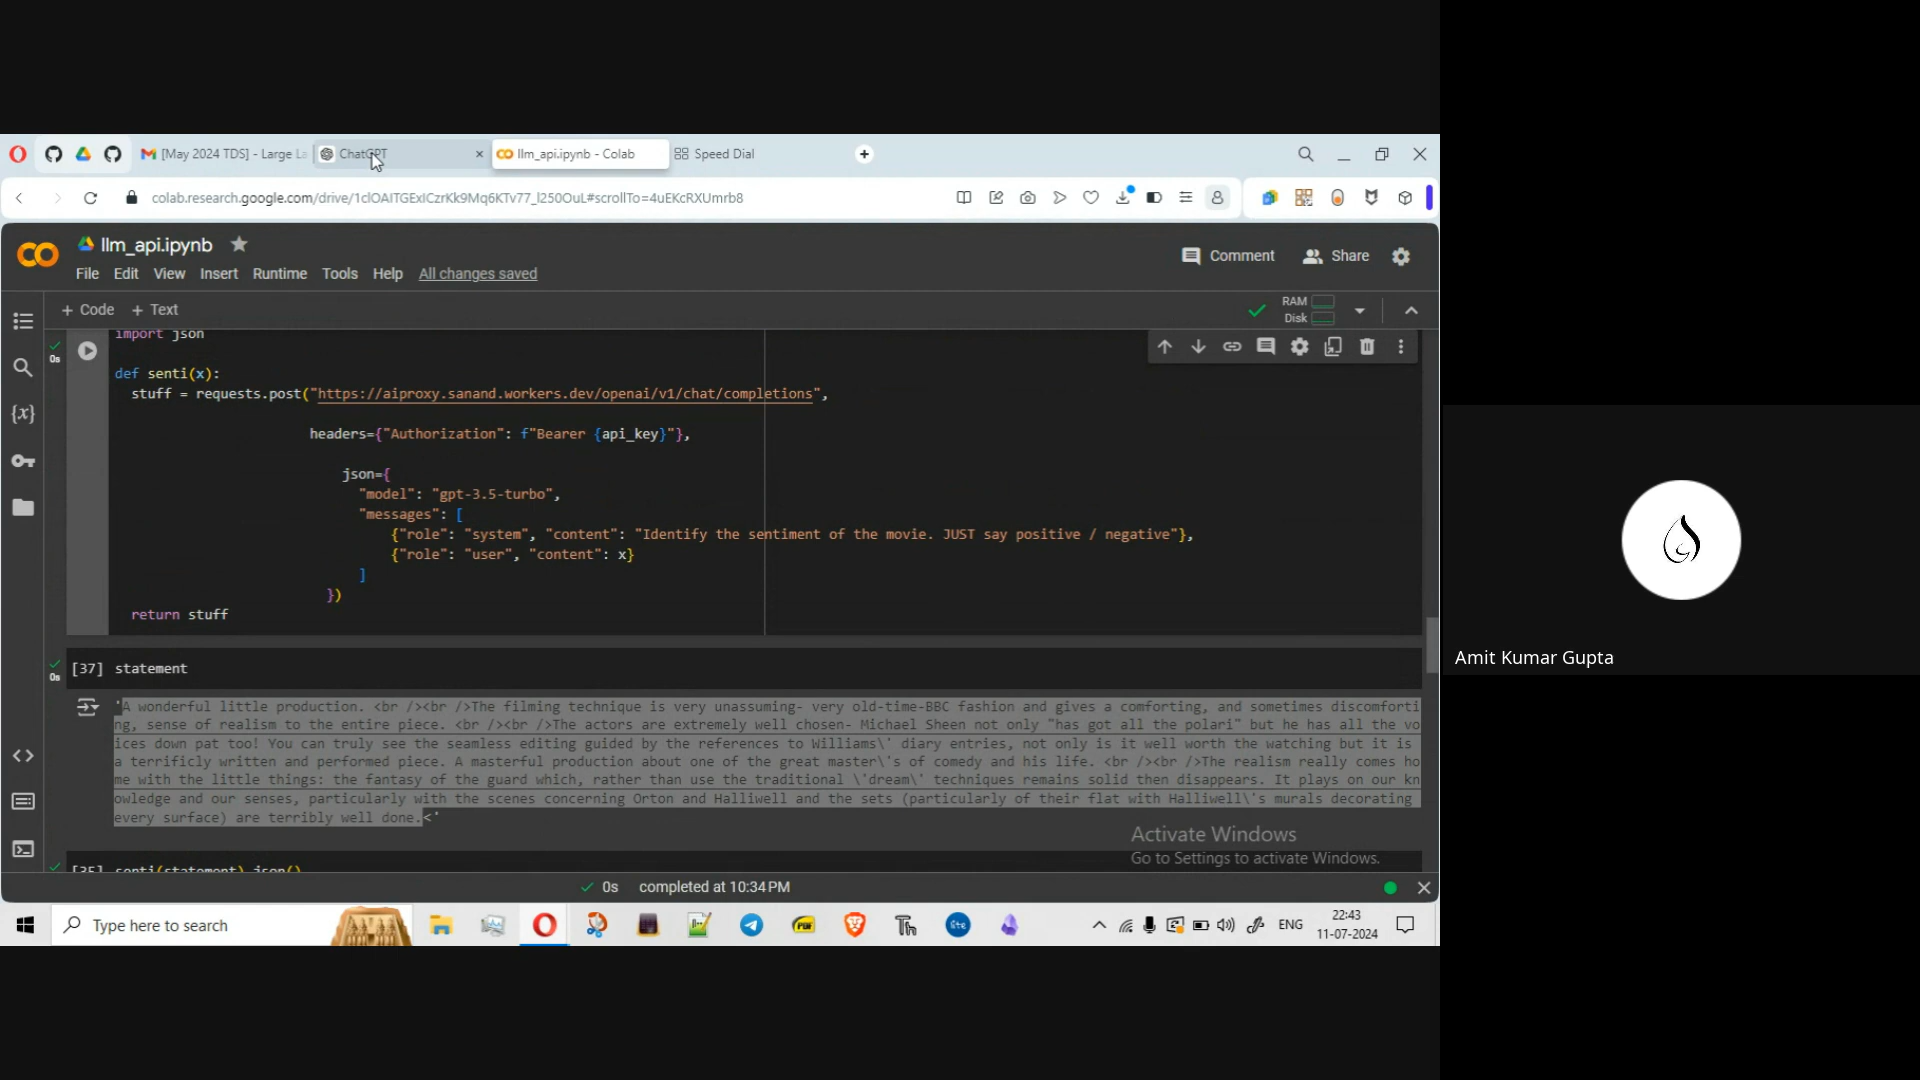 [May 2024 TDS] - Large La
ChatGPT
llm_api.ipynb - Colab
Speed Dial
colab.research.google.com/drive/1clOAITGExICzrKk9Mq6KTv77_l250OuL#scrollTo=4uEKcRXUmrb8
llm_api.ipynb
Comment
Share
File Edit View Insert Runtime Tools Help All changes saved
+ Code + Text
RAM
Disk
import json
0s
def senti(x):
stuff = requests.post("https://aiproxy.sanand.workers.dev/openai/v1/chat/completions",
headers={"Authorization": f"Bearer {api_key}"},
json={
"model": "gpt-3.5-turbo",
"messages": [
{"role": "system", "content": "Identify the sentiment of the movie. JUST say positive / negative"},
{"role": "user", "content": x}
]
})
return stuff
Amit Kumar Gupta
[37] statement
0s
'A wonderful little production. <br /><br />The filming technique is very unassuming- very old-time-BBC fashion and gives a comforting, and sometimes discomforti
ng, sense of realism to the entire piece. <br /><br />The actors are extremely well chosen- Michael Sheen not only "has got all the polari" but he has all the vo
ices down pat too! You can truly see the seamless editing guided by the references to Williams\' diary entries, not only is it well worth the watching but it is
a terrificly written and performed piece. A masterful production about one of the great master\'s of comedy and his life. <br /><br />The realism really comes ho
me with the little things: the fantasy of the guard which, rather than use the traditional \'dream\' techniques remains solid then disappears. It plays on our kn
owledge and our senses, particularly with the scenes concerning Orton and Halliwell and the sets (particularly of their flat with Halliwell\'s murals decorating
every surface) are terribly well done.<'
Activate Windows
Go to Settings to activate Windows.
[35] senti(statement).json()
0s completed at 10:34 PM
Type here to search
ENG
22:43
11-07-2024